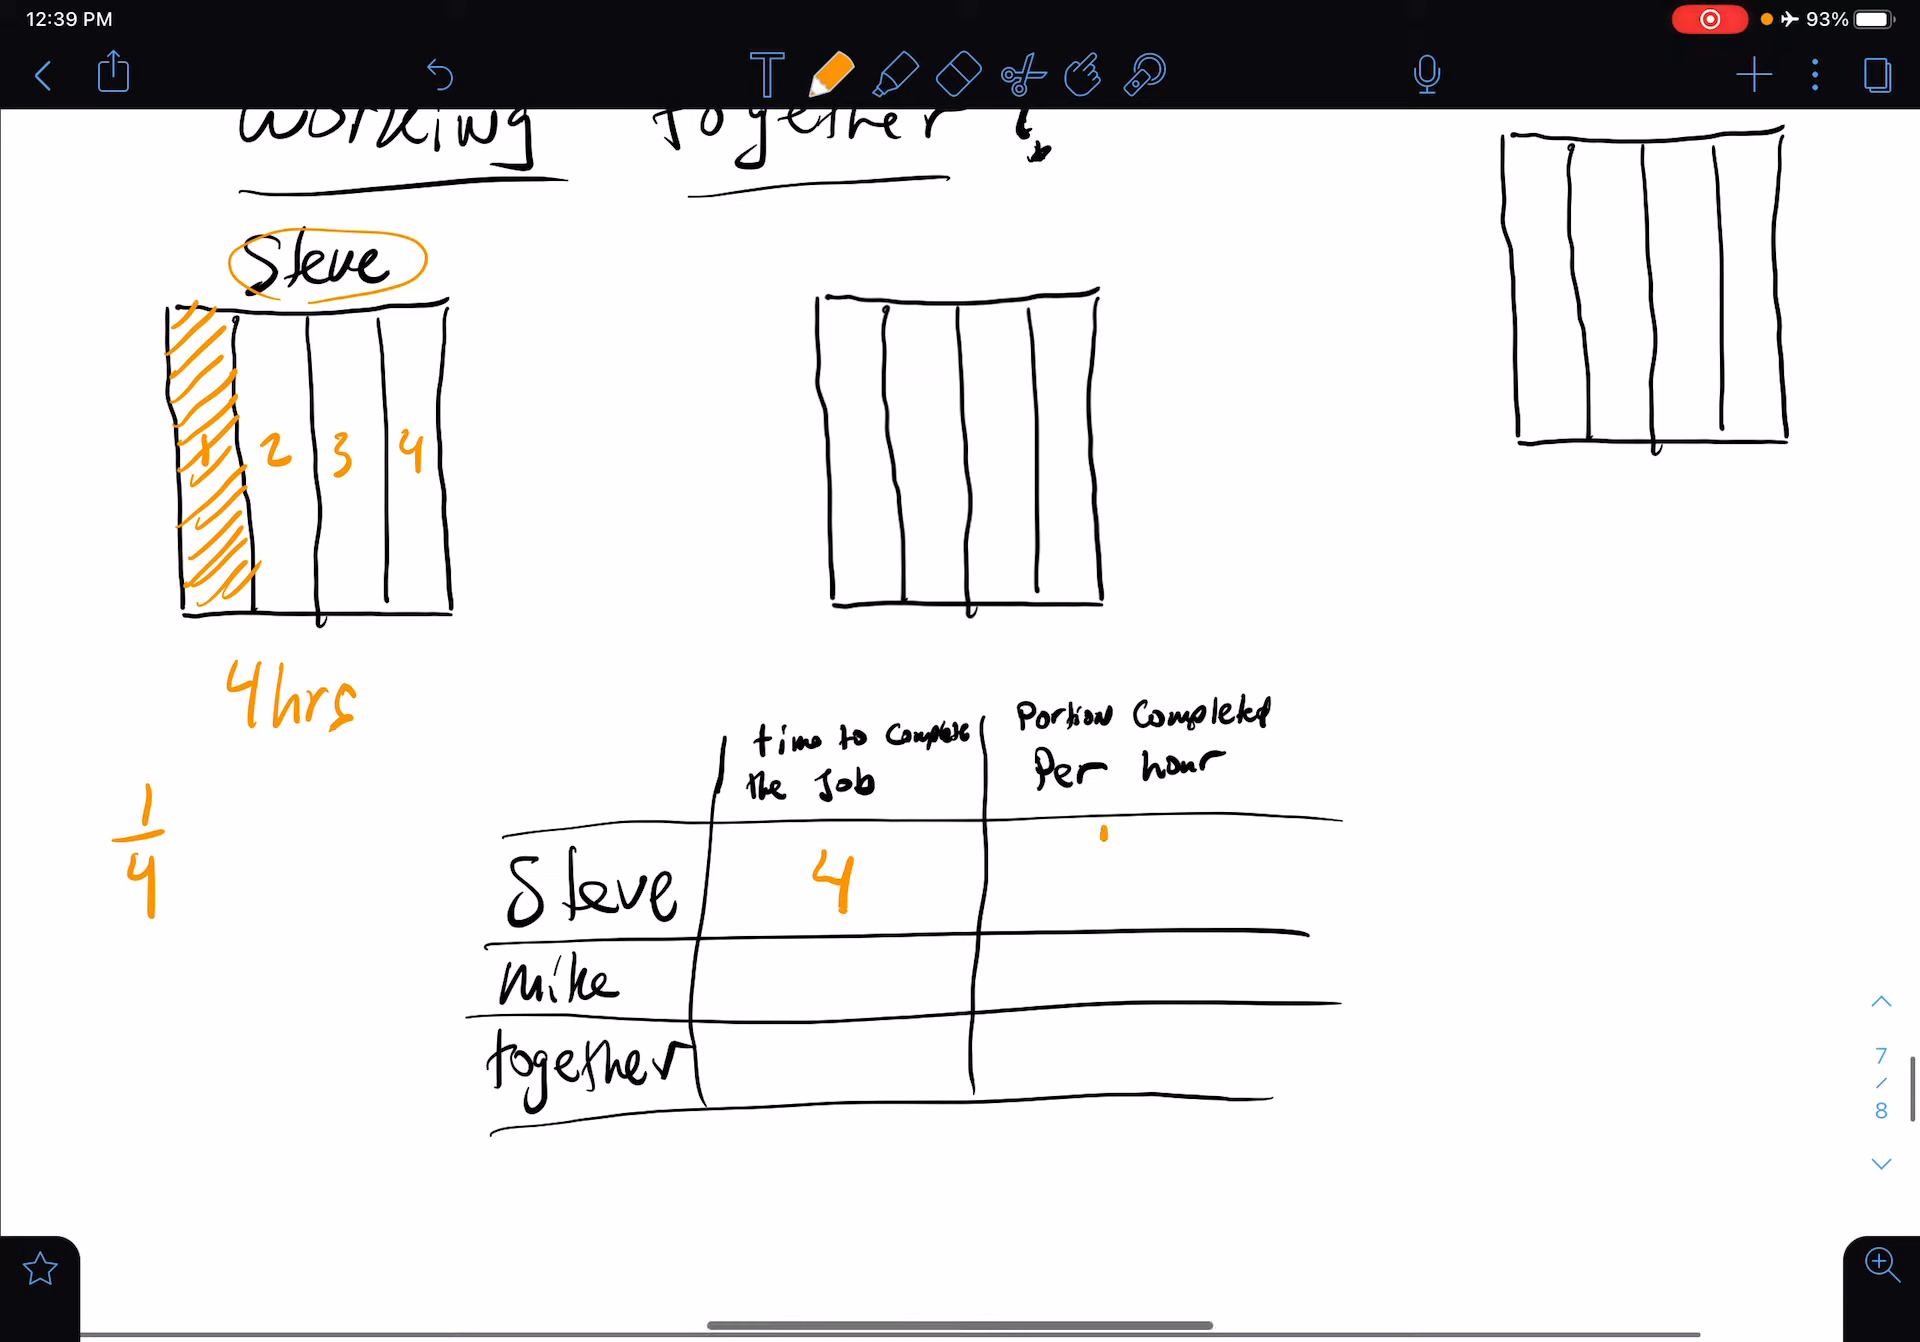 12:39 PM
93%
T
working together?
Steve
1 2 3 4
4hrs
1
4
time to complete
the Job
Portion Completed
Per hour
Steve
4
mike
together
7
/
8